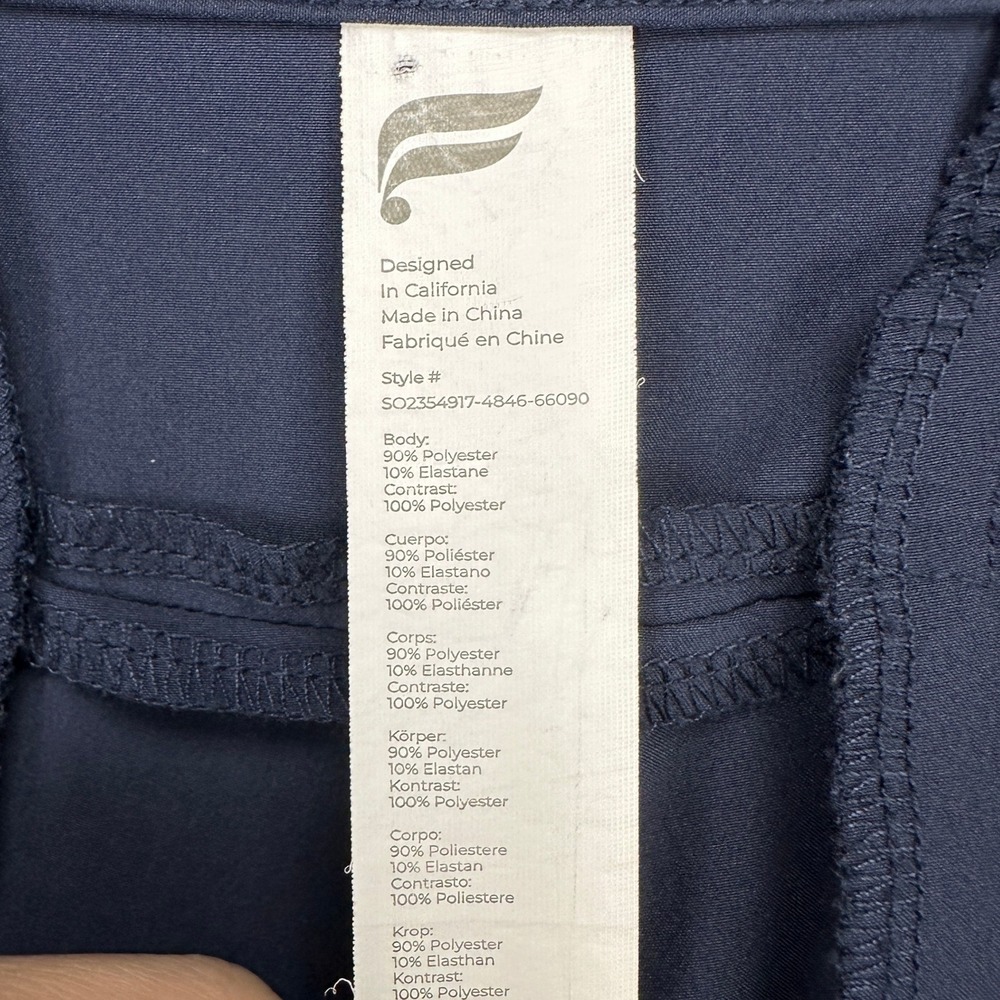 Designed
In California
Made in China
Fabriqué en Chine
Style #
SO2354917-4846-66090
Body:
90% Polyester
10% Elastane
Contrast:
100% Polyester
Cuerpo:
90% Poliéster
10% Elastano
Contraste:
100% Poliéster
Corps:
90% Polyester
10% Elasthanne
Contraste:
100% Polyester
Körper:
90% Polyester
10% Elastan
Kontrast:
100% Polyester
Corpo:
90% Poliestere
10% Elastan
Contrasto:
100% Poliestere
Krop:
90% Polyester
10% Elasthan
Kontrast:
100% Polyester